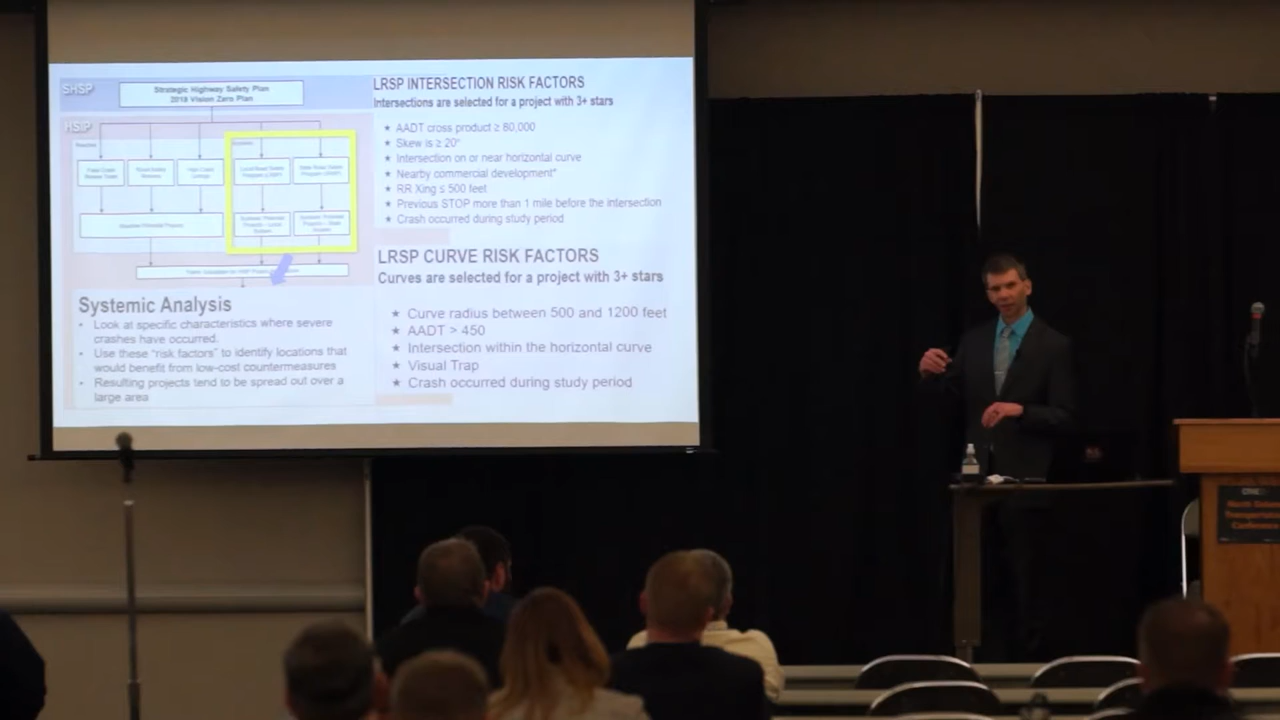 SHSP
Strategic Highway Safety Plan
2018 Vision Zero Plan
HSIP
Systemic Analysis
• Look at specific characteristics where severe
crashes have occurred.
• Use these "risk factors" to identify locations that
would benefit from low-cost countermeasures
• Resulting projects tend to be spread out over a
large area
LRSP INTERSECTION RISK FACTORS
Intersections are selected for a project with 3+ stars
★ AADT cross product ≥ 80,000
★ Skew is ≥ 20°
★ Intersection on or near horizontal curve
★ Nearby commercial development*
★ RR Xing ≤ 500 feet
★ Previous STOP more than 1 mile before the intersection
★ Crash occurred during study period
LRSP CURVE RISK FACTORS
Curves are selected for a project with 3+ stars
★ Curve radius between 500 and 1200 feet
★ AADT > 450
★ Intersection within the horizontal curve
★ Visual Trap
★ Crash occurred during study period
North Dakota
Transportation
Conference